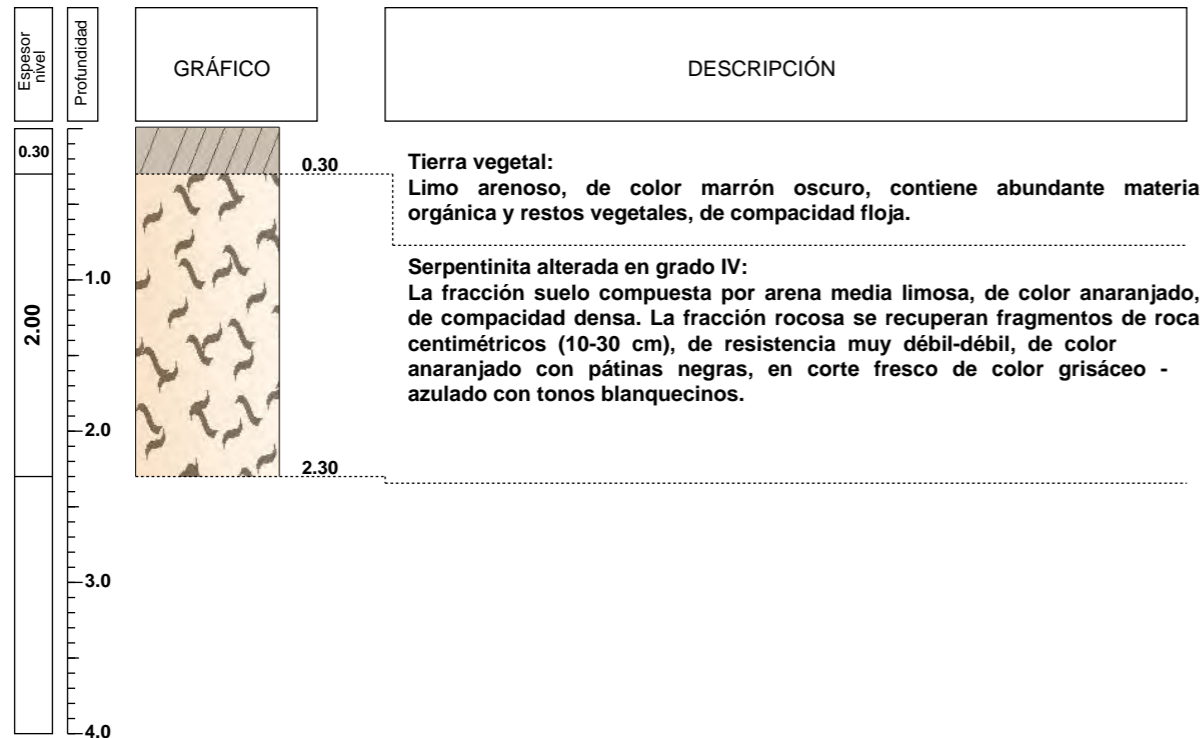 Espesor
nivel
Profundidad
GRÁFICO
DESCRIPCIÓN
0.30
0.30
Tierra vegetal:
Limo arenoso, de color marrón oscuro, contiene abundante materia
orgánica y restos vegetales, de compacidad floja.
Serpentinita alterada en grado IV:
La fracción suelo compuesta por arena media limosa, de color anaranjado,
de compacidad densa. La fracción rocosa se recuperan fragmentos de roca
centimétricos (10-30 cm), de resistencia muy débil-débil, de color
anaranjado con pátinas negras, en corte fresco de color grisáceo -
azulado con tonos blanquecinos.
1.0
2.00
2.0
2.30
3.0
4.0